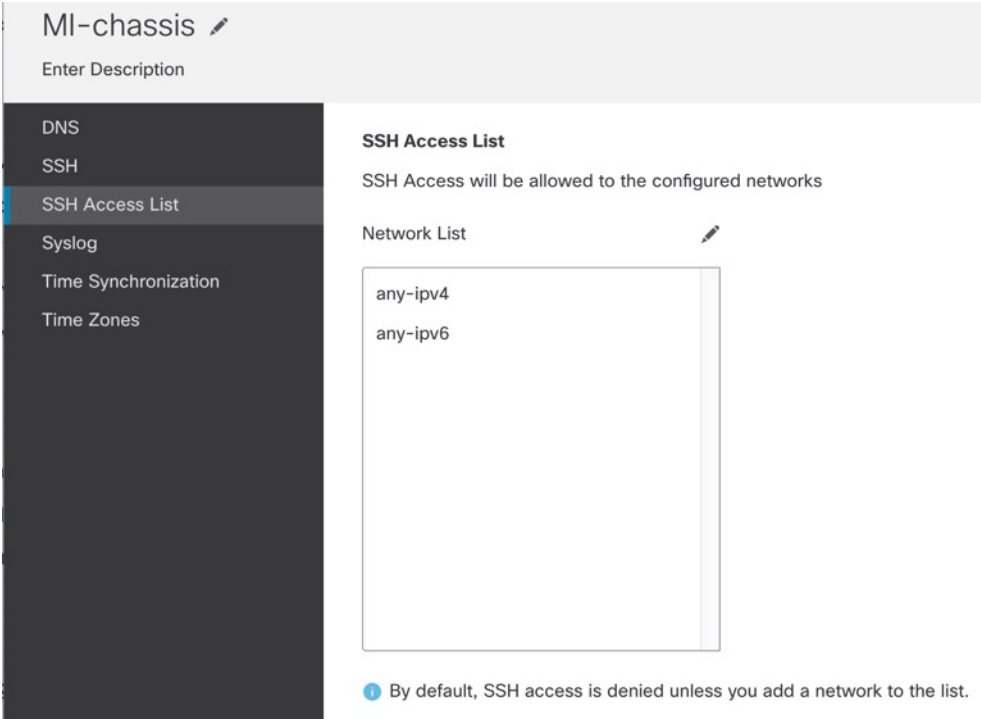 MI-chassis
Enter Description
DNS
SSH
SSH Access List
Syslog
Time Synchronization
Time Zones
SSH Access List
SSH Access will be allowed to the configured networks
Network List
any-ipv4
any-ipv6
By default, SSH access is denied unless you add a network to the list.